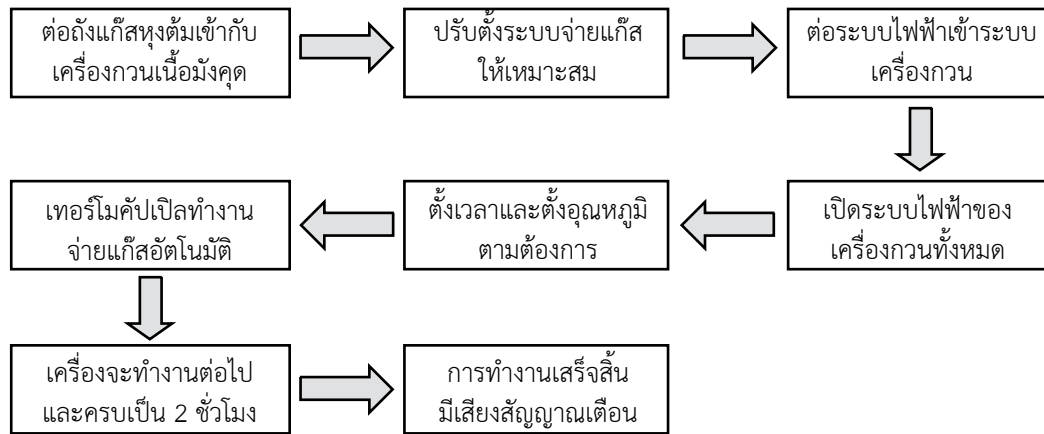 ต่อถังแก๊สหุงต้มเข้ากับ
เครื่องกวนเนื้อมังคุด
ปรับตั้งระบบจ่ายแก๊ส
ให้เหมาะสม
ต่อระบบไฟฟ้าเข้าระบบ
เครื่องกวน
เปิดระบบไฟฟ้าของ
เครื่องกวนทั้งหมด
ตั้งเวลาและตั้งอุณหภูมิ
ตามต้องการ
เทอร์โมคัปเปิลทำงาน
จ่ายแก๊สอัตโนมัติ
เครื่องจะทำงานต่อไป
และครบเป็น 2 ชั่วโมง
การทำงานเสร็จสิ้น
มีเสียงสัญญาณเตือน